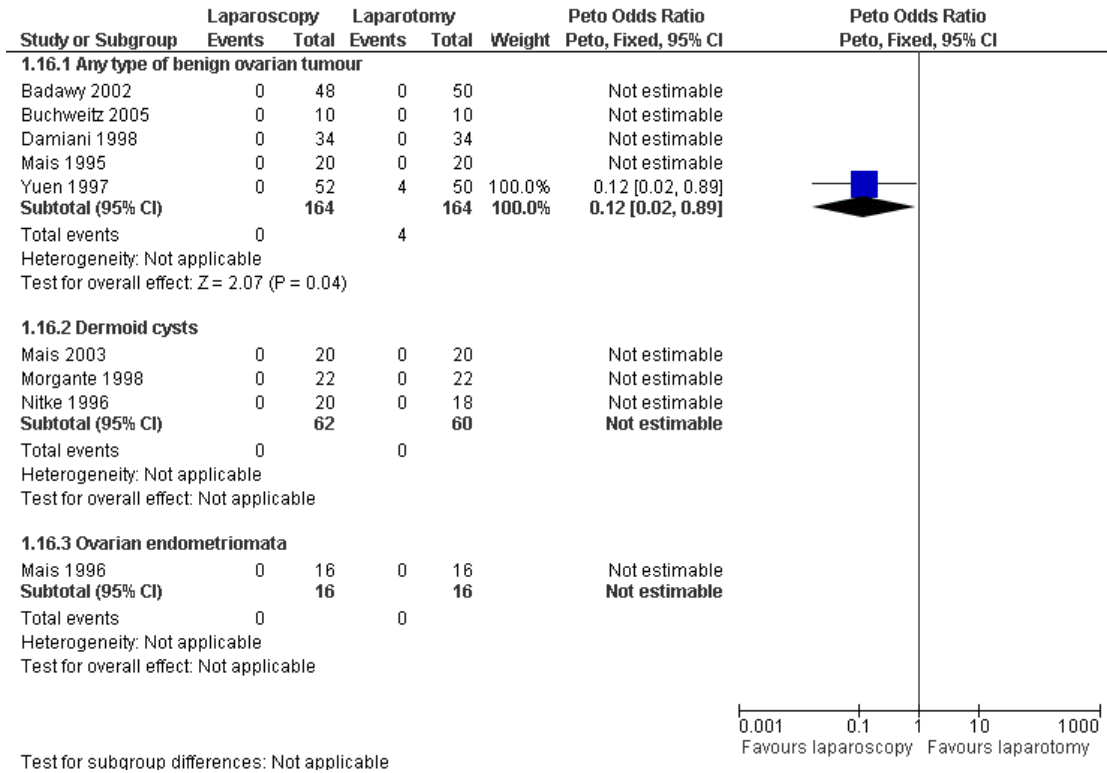 Laparoscopy Laparotomy Peto Odds Ratio Peto Odds Ratio
Study or Subgroup Events Total Events Total Weight Peto, Fixed, 95% CI Peto, Fixed, 95% CI
1.16.1 Any type of benign ovarian tumour
Badawy 2002 0 48 0 50 Not estimable
Buchweitz 2005 0 10 0 10 Not estimable
Damiani 1998 0 34 0 34 Not estimable
Mais 1995 0 20 0 20 Not estimable
Yuen 1997 0 52 4 50 100.0% 0.12 [0.02, 0.89]
Subtotal (95% CI) 164 164 100.0% 0.12 [0.02, 0.89]
Total events 0 4
Heterogeneity: Not applicable
Test for overall effect: Z = 2.07 (P = 0.04)
1.16.2 Dermoid cysts
Mais 2003 0 20 0 20 Not estimable
Morgante 1998 0 22 0 22 Not estimable
Nitke 1996 0 20 0 18 Not estimable
Subtotal (95% CI) 62 60 Not estimable
Total events 0 0
Heterogeneity: Not applicable
Test for overall effect: Not applicable
1.16.3 Ovarian endometriomata
Mais 1996 0 16 0 16 Not estimable
Subtotal (95% CI) 16 16 Not estimable
Total events 0 0
Heterogeneity: Not applicable
Test for overall effect: Not applicable
0.001 0.1 1 10 1000
Favours laparoscopy Favours laparotomy
Test for subgroup differences: Not applicable